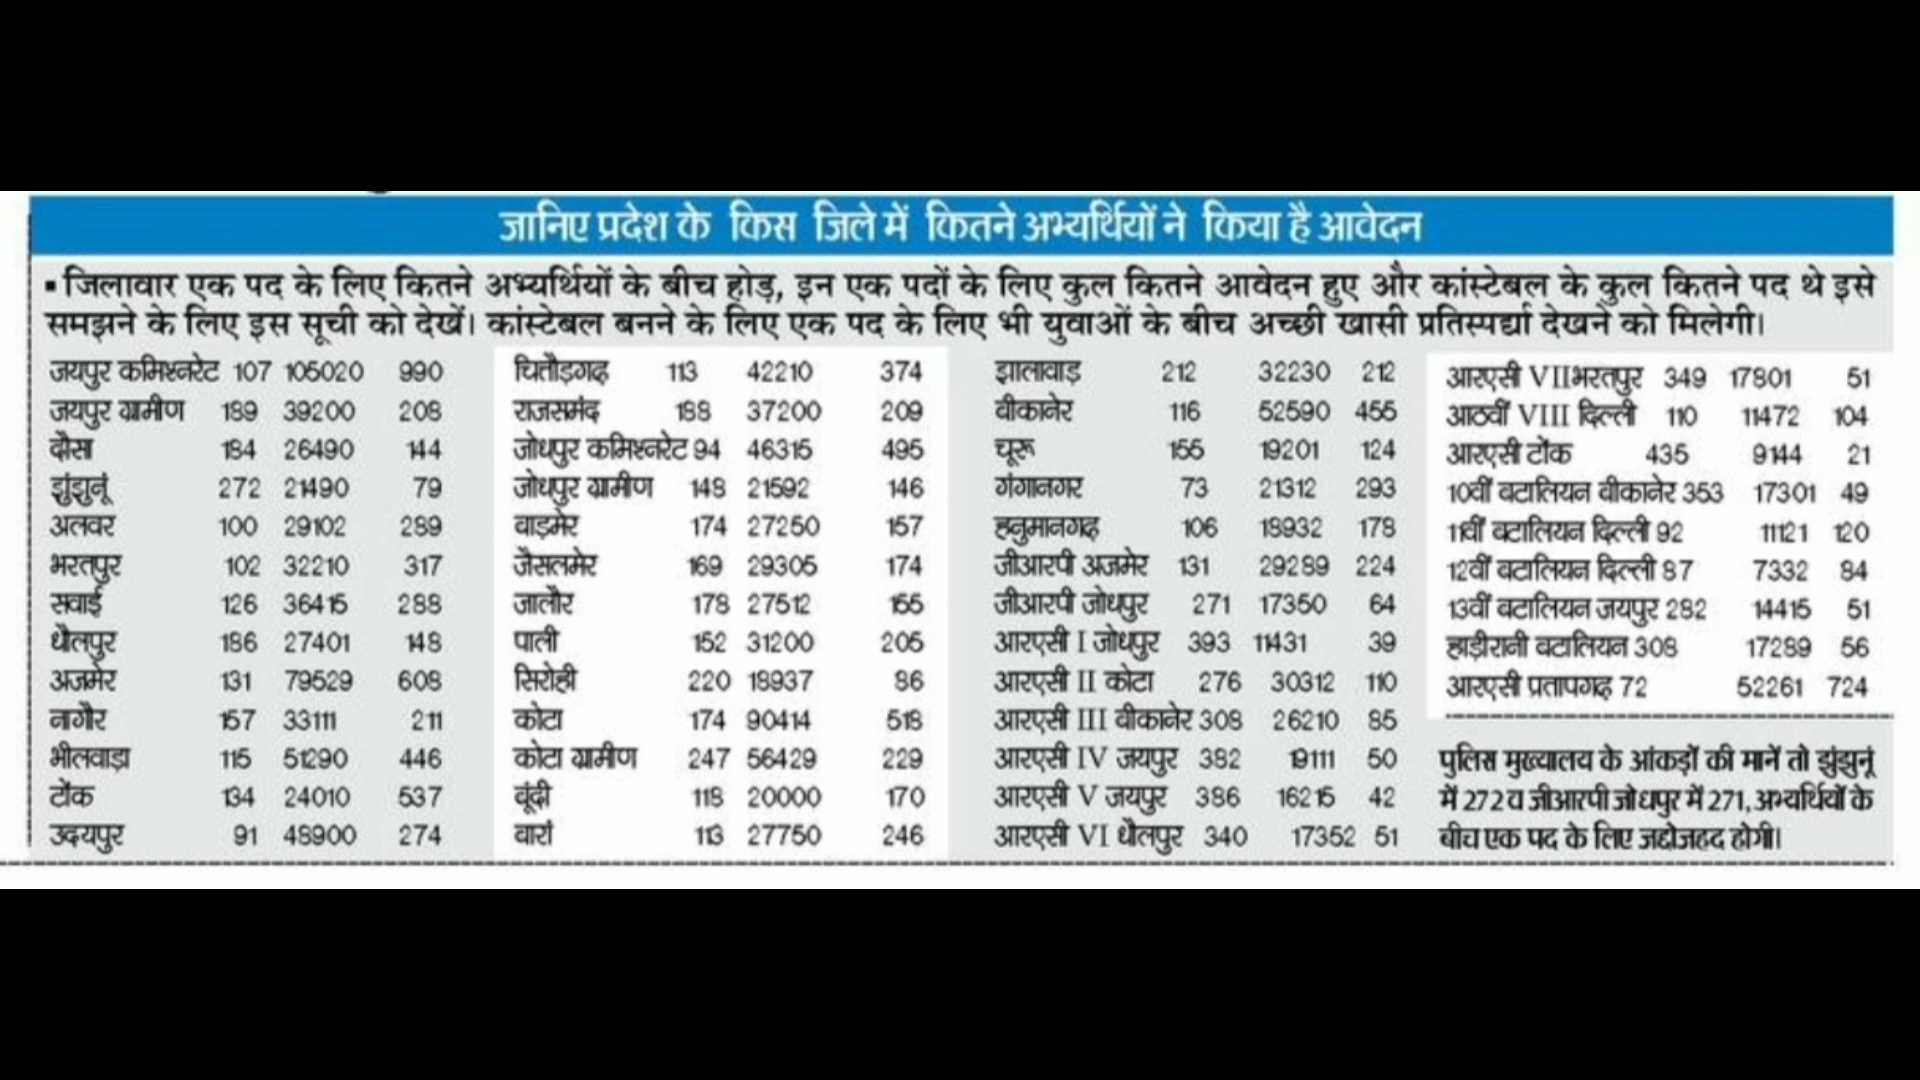 जानिए प्रदेश के किस जिले में कितने अभ्यर्थियों ने किया है आवेदन
▪ जिलावार एक पद के लिए कितने अभ्यर्थियों के बीच होड़, इन एक पदों के लिए कुल कितने आवेदन हुए और कांस्टेबल के कुल कितने पद थे इसे
समझने के लिए इस सूची को देखें। कांस्टेबल बनने के लिए एक पद के लिए भी युवाओं के बीच अच्छी खासी प्रतिस्पर्द्धा देखने को मिलेगी।
जयपुर कमिश्नरेट 107 105020 990
जयपुर ग्रामीण 189 39200 208
दौसा 184 26490 144
झुंझुनूं 272 21490 79
अलवर 100 29102 289
भरतपुर 102 32210 317
सवाई 126 36415 288
धौलपुर 186 27401 148
अजमेर 131 79529 608
नागौर 157 33111 211
भीलवाड़ा 115 51290 446
टोंक 134 24010 537
उदयपुर 91 48900 274
चित्तौड़गढ़ 113 42210 374
राजसमंद 188 37200 209
जोधपुर कमिश्नरेट 94 46315 495
जोधपुर ग्रामीण 148 21592 146
बाड़मेर 174 27250 157
जैसलमेर 169 29305 174
जालौर 178 27512 155
पाली 152 31200 205
सिरोही 220 18937 86
कोटा 174 90414 518
कोटा ग्रामीण 247 56429 229
बूंदी 118 20000 170
बारां 113 27750 246
झालावाड़ 212 32230 212
बीकानेर 116 52590 455
चूरू 155 19201 124
गंगानगर 73 21312 293
हनुमानगढ़ 106 18932 178
जीआरपी अजमेर 131 29289 224
जीआरपी जोधपुर 271 17350 64
आरएसी I जोधपुर 393 11431 39
आरएसी II कोटा 276 30312 110
आरएसी III बीकानेर 308 26210 85
आरएसी IV जयपुर 382 19111 50
आरएसी V जयपुर 386 16215 42
आरएसी VI धौलपुर 340 17352 51
आरएसी VII भरतपुर 349 17801 51
आठवीं VIII दिल्ली 110 11472 104
आरएसी टोंक 435 9144 21
10वीं बटालियन बीकानेर 353 17301 49
11वीं बटालियन दिल्ली 92 11121 120
12वीं बटालियन दिल्ली 87 7332 84
13वीं बटालियन जयपुर 282 14415 51
हाड़ीरानी बटालियन 308 17289 56
आरएसी प्रतापगढ़ 72 52261 724
पुलिस मुख्यालय के आंकड़ों की मानें तो झुंझुनूं
में 272 व जीआरपी जोधपुर में 271, अभ्यर्थियों के
बीच एक पद के लिए जद्दोजहद होगी।